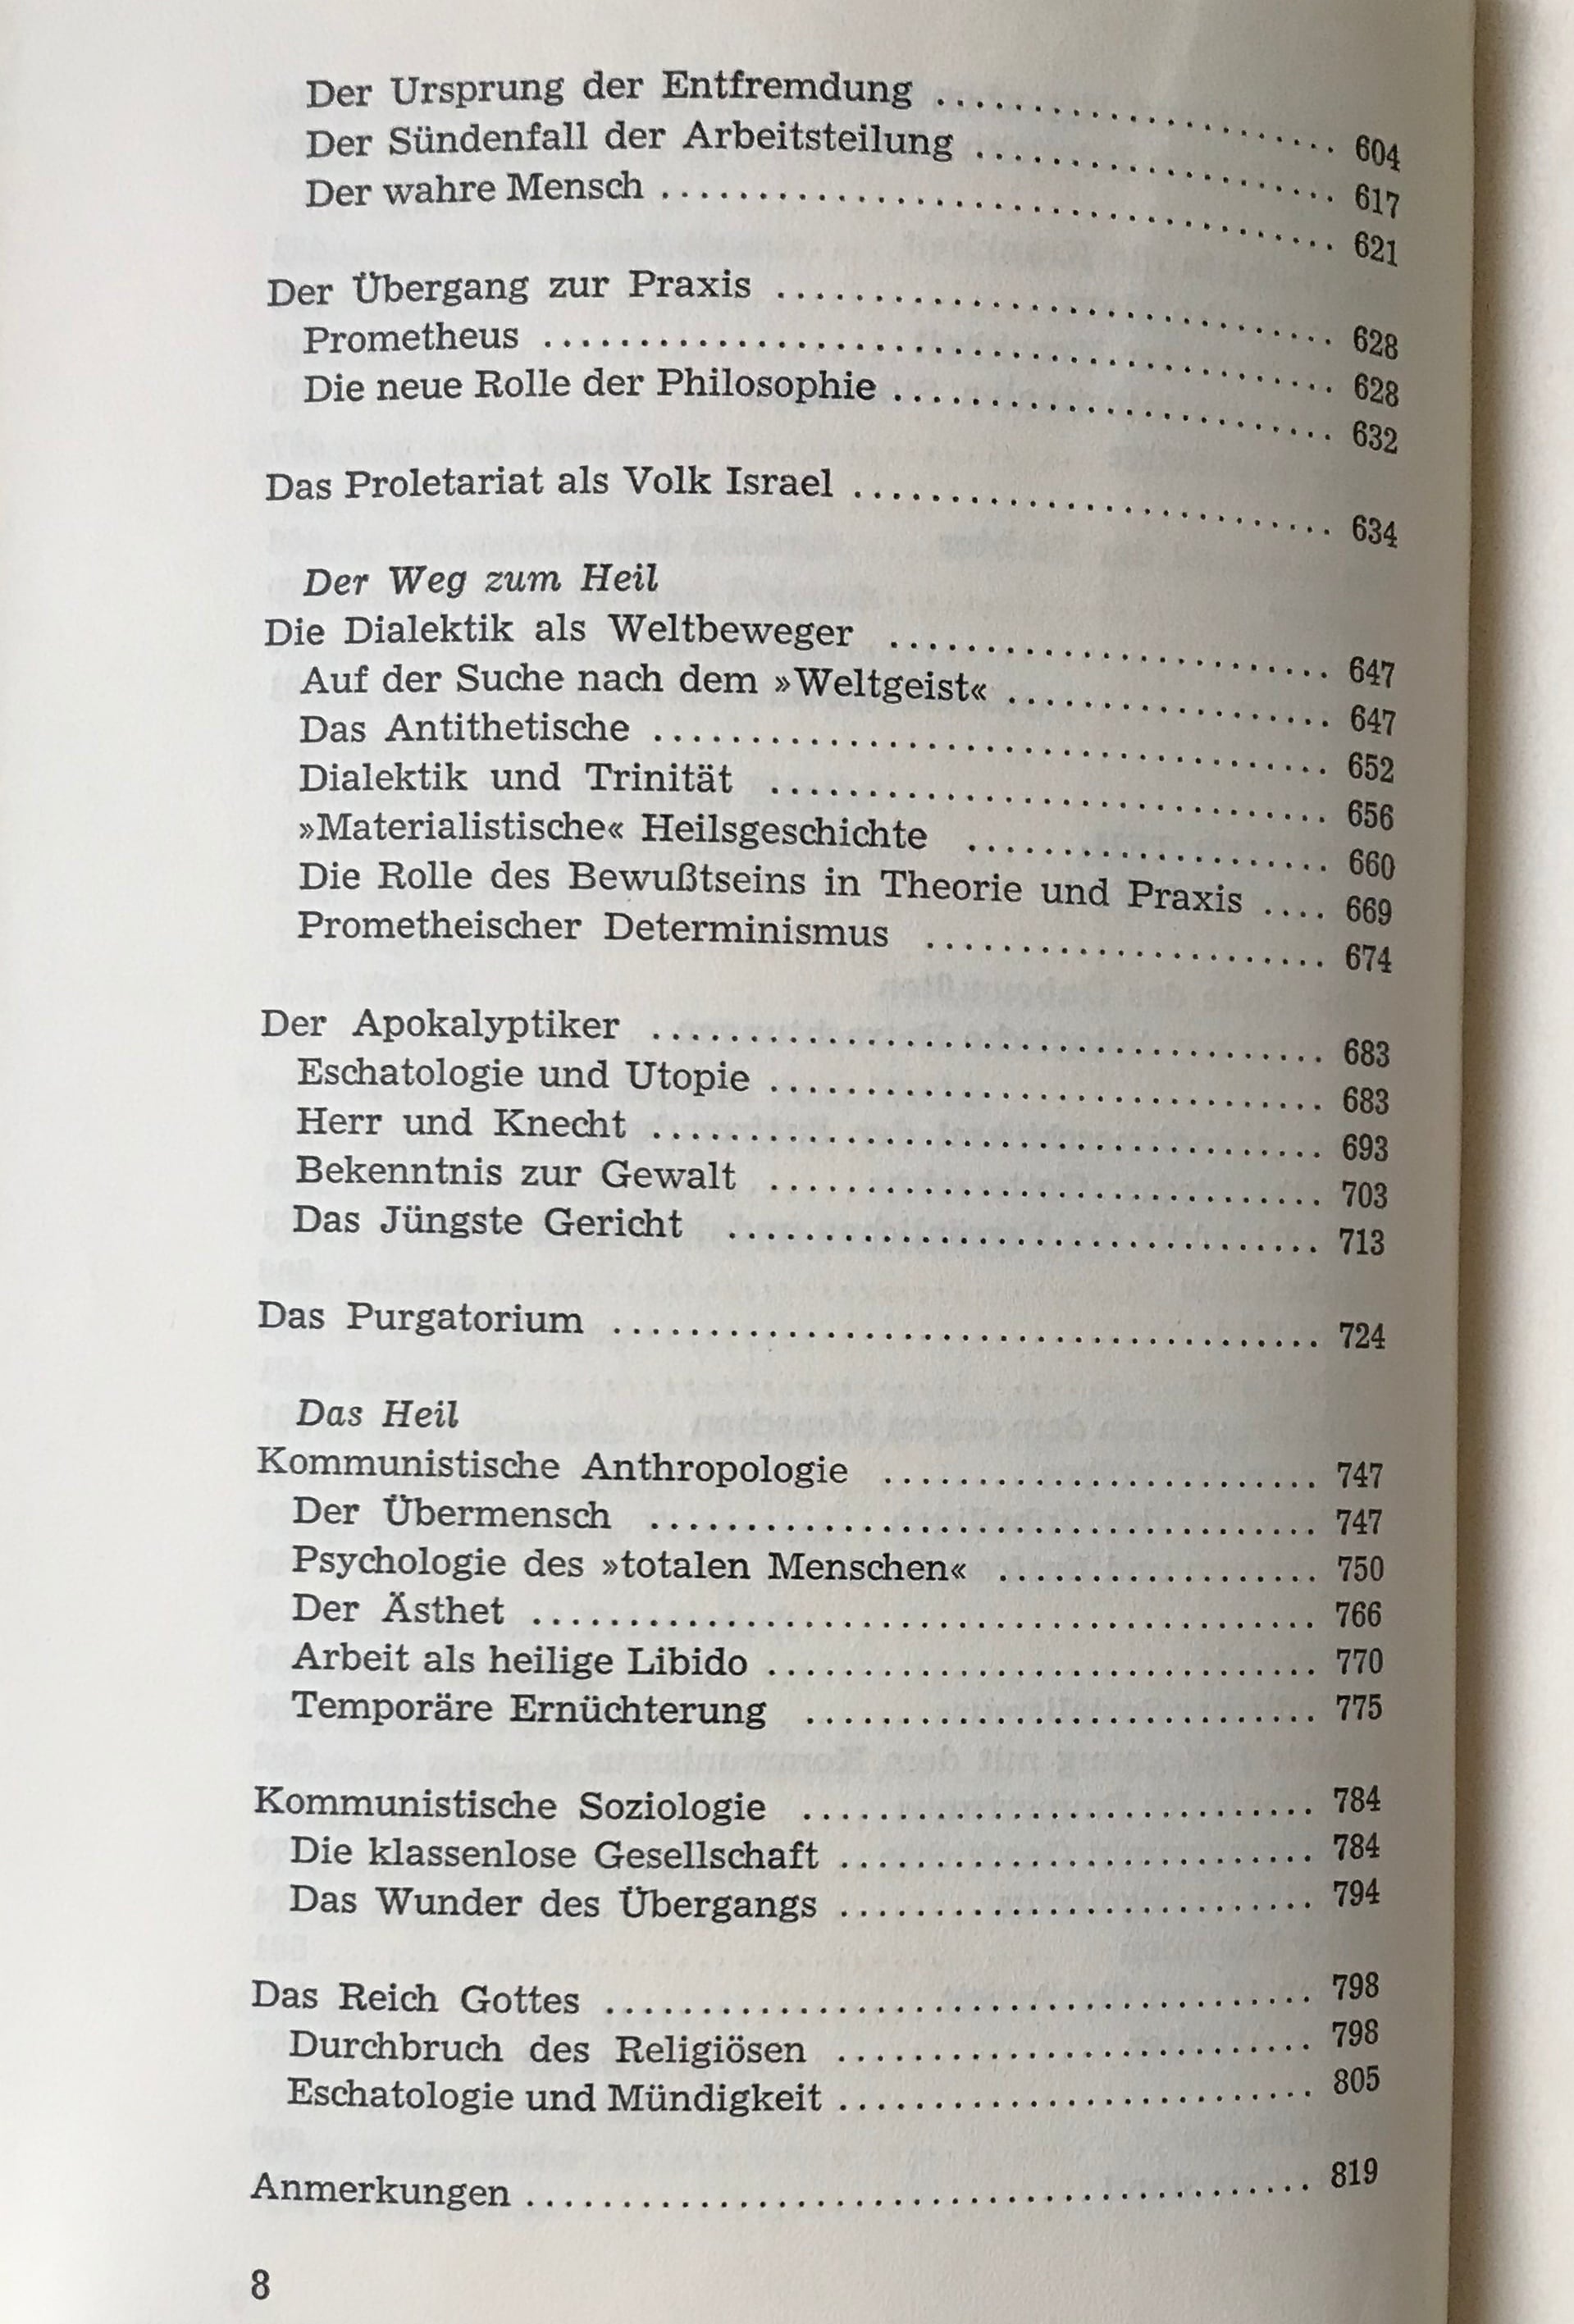 Der Ursprung der Entfremdung .................... 604
Der Sündenfall der Arbeitsteilung .................... 617
Der wahre Mensch .................... 621
Der Übergang zur Praxis .................... 628
Prometheus .................... 628
Die neue Rolle der Philosophie .................... 632
Das Proletariat als Volk Israel .................... 634
Der Weg zum Heil
Die Dialektik als Weltbeweger .................... 647
Auf der Suche nach dem »Weltgeist« .................... 647
Das Antithetische .................... 652
Dialektik und Trinität .................... 656
»Materialistische« Heilsgeschichte .................... 660
Die Rolle des Bewußtseins in Theorie und Praxis .... 669
Prometheischer Determinismus .................... 674
Der Apokalyptiker .................... 683
Eschatologie und Utopie .................... 683
Herr und Knecht .................... 693
Bekenntnis zur Gewalt .................... 703
Das Jüngste Gericht .................... 713
Das Purgatorium .................... 724
Das Heil
Kommunistische Anthropologie .................... 747
Der Übermensch .................... 747
Psychologie des »totalen Menschen« .................... 750
Der Ästhet .................... 766
Arbeit als heilige Libido .................... 770
Temporäre Ernüchterung .................... 775
Kommunistische Soziologie .................... 784
Die klassenlose Gesellschaft .................... 784
Das Wunder des Übergangs .................... 794
Das Reich Gottes .................... 798
Durchbruch des Religiösen .................... 798
Eschatologie und Mündigkeit .................... 805
Anmerkungen .................... 819
8